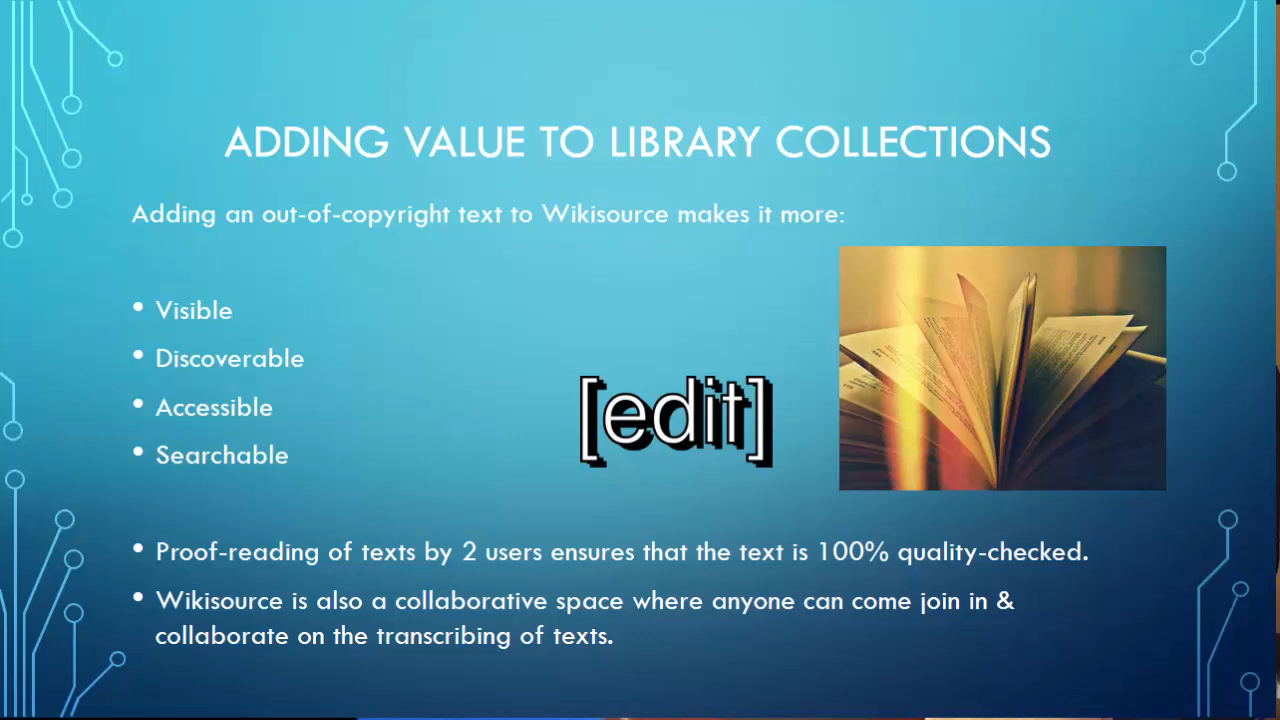 ADDING VALUE TO LIBRARY COLLECTIONS
Adding an out-of-copyright text to Wikisource makes it more:
• Visible
• Discoverable
• Accessible
• Searchable
[edit]
• Proof-reading of texts by 2 users ensures that the text is 100% quality-checked.
• Wikisource is also a collaborative space where anyone can come join in &
collaborate on the transcribing of texts.